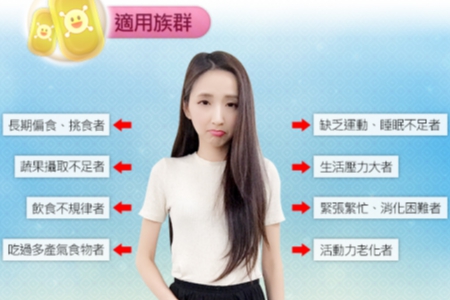 適用族群
長期偏食、挑食者
蔬果攝取不足者
飲食不規律者
吃過多產氣食物者
缺乏運動、睡眠不足者
生活壓力大者
緊張繁忙、消化困難者
活動力老化者